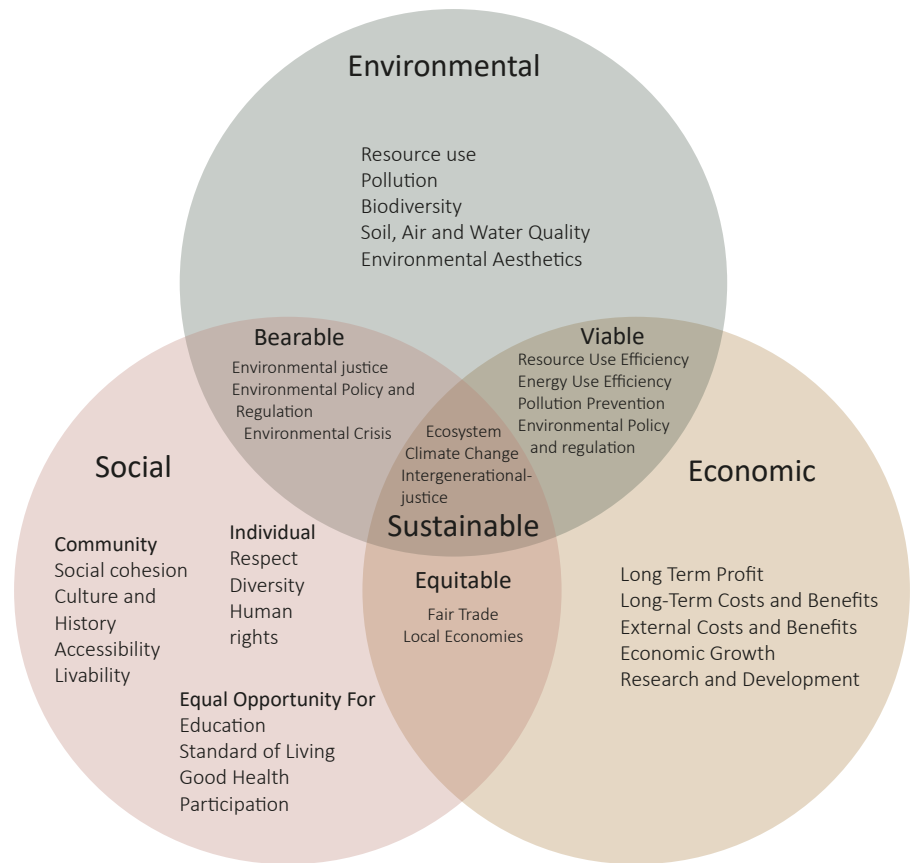 Environmental
Resource use
Pollution
Biodiversity
Soil, Air and Water Quality
Environmental Aesthetics
Bearable
Environmental justice
Environmental Policy and
Regulation
Environmental Crisis
Viable
Resource Use Efficiency
Energy Use Efficiency
Pollution Prevention
Environmental Policy
and regulation
Ecosystem
Climate Change
Intergenerational-
justice
Sustainable
Social
Community
Social cohesion
Culture and
History
Accessibility
Livability
Individual
Respect
Diversity
Human
rights
Equal Opportunity For
Education
Standard of Living
Good Health
Participation
Equitable
Fair Trade
Local Economies
Economic
Long Term Profit
Long-Term Costs and Benefits
External Costs and Benefits
Economic Growth
Research and Development